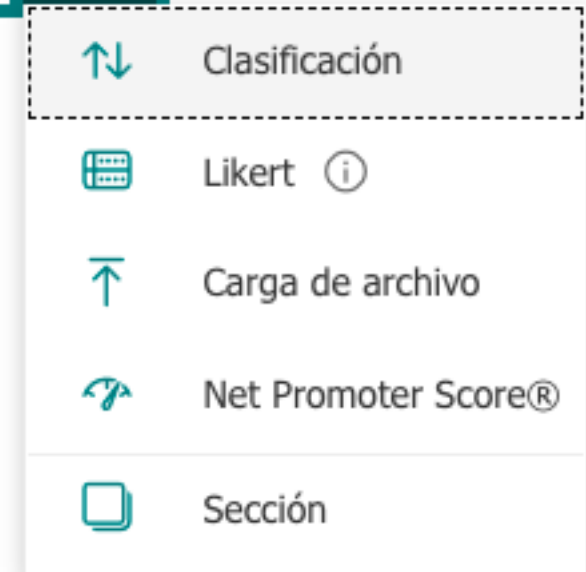 Clasificación
Likert
Carga de archivo
Net Promoter Score®
Sección